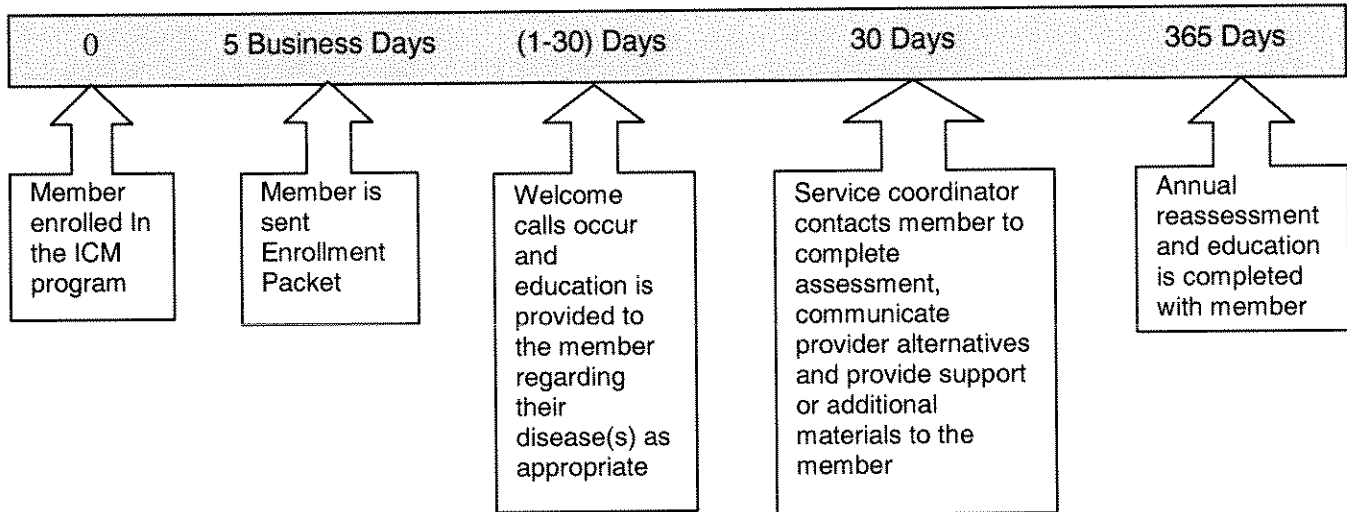 0 5 Business Days (1-30) Days 30 Days 365 Days
Member
enrolled In
the ICM
program
Member is
sent
Enrollment
Packet
Welcome
calls occur
and
education is
provided to
the member
regarding
their
disease(s) as
appropriate
Service coordinator
contacts member to
complete
assessment,
communicate
provider alternatives
and provide support
or additional
materials to the
member
Annual
reassessment
and education
is completed
with member